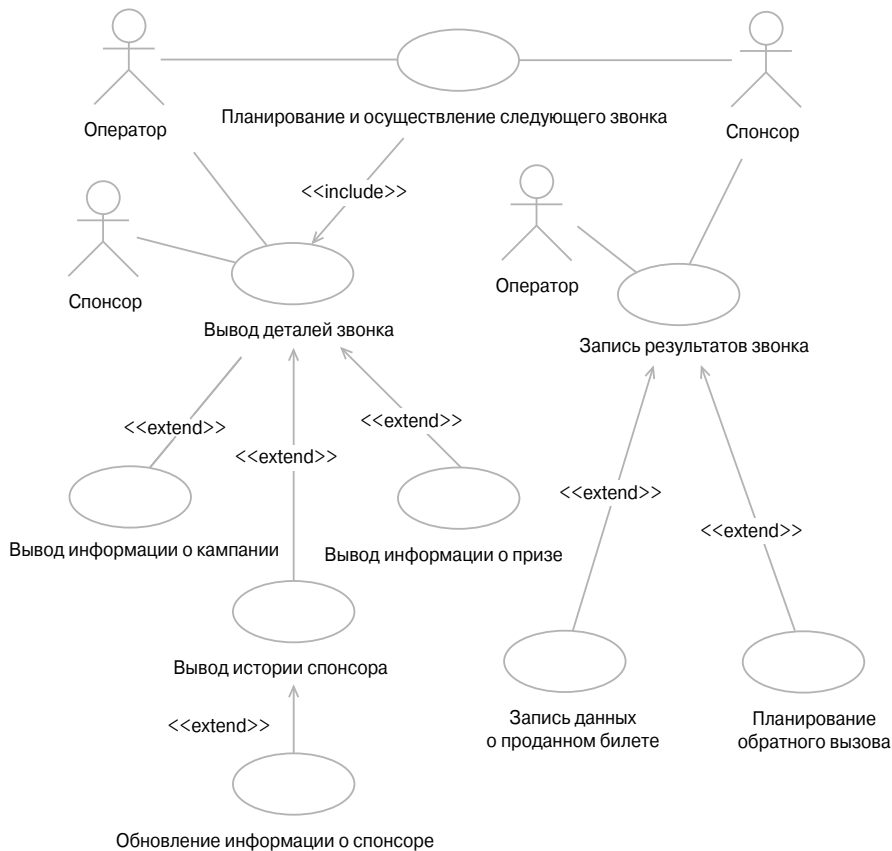 Оператор
Планирование и осуществление следующего звонка
Спонсор
<<include>>
Спонсор
Оператор
Вывод деталей звонка
Запись результатов звонка
<<extend>>
<<extend>>
<<extend>>
<<extend>>
<<extend>>
Вывод информации о кампании
Вывод информации о призе
Вывод истории спонсора
<<extend>>
Запись данных
о проданном билете
Планирование
обратного вызова
Обновление информации о спонсоре